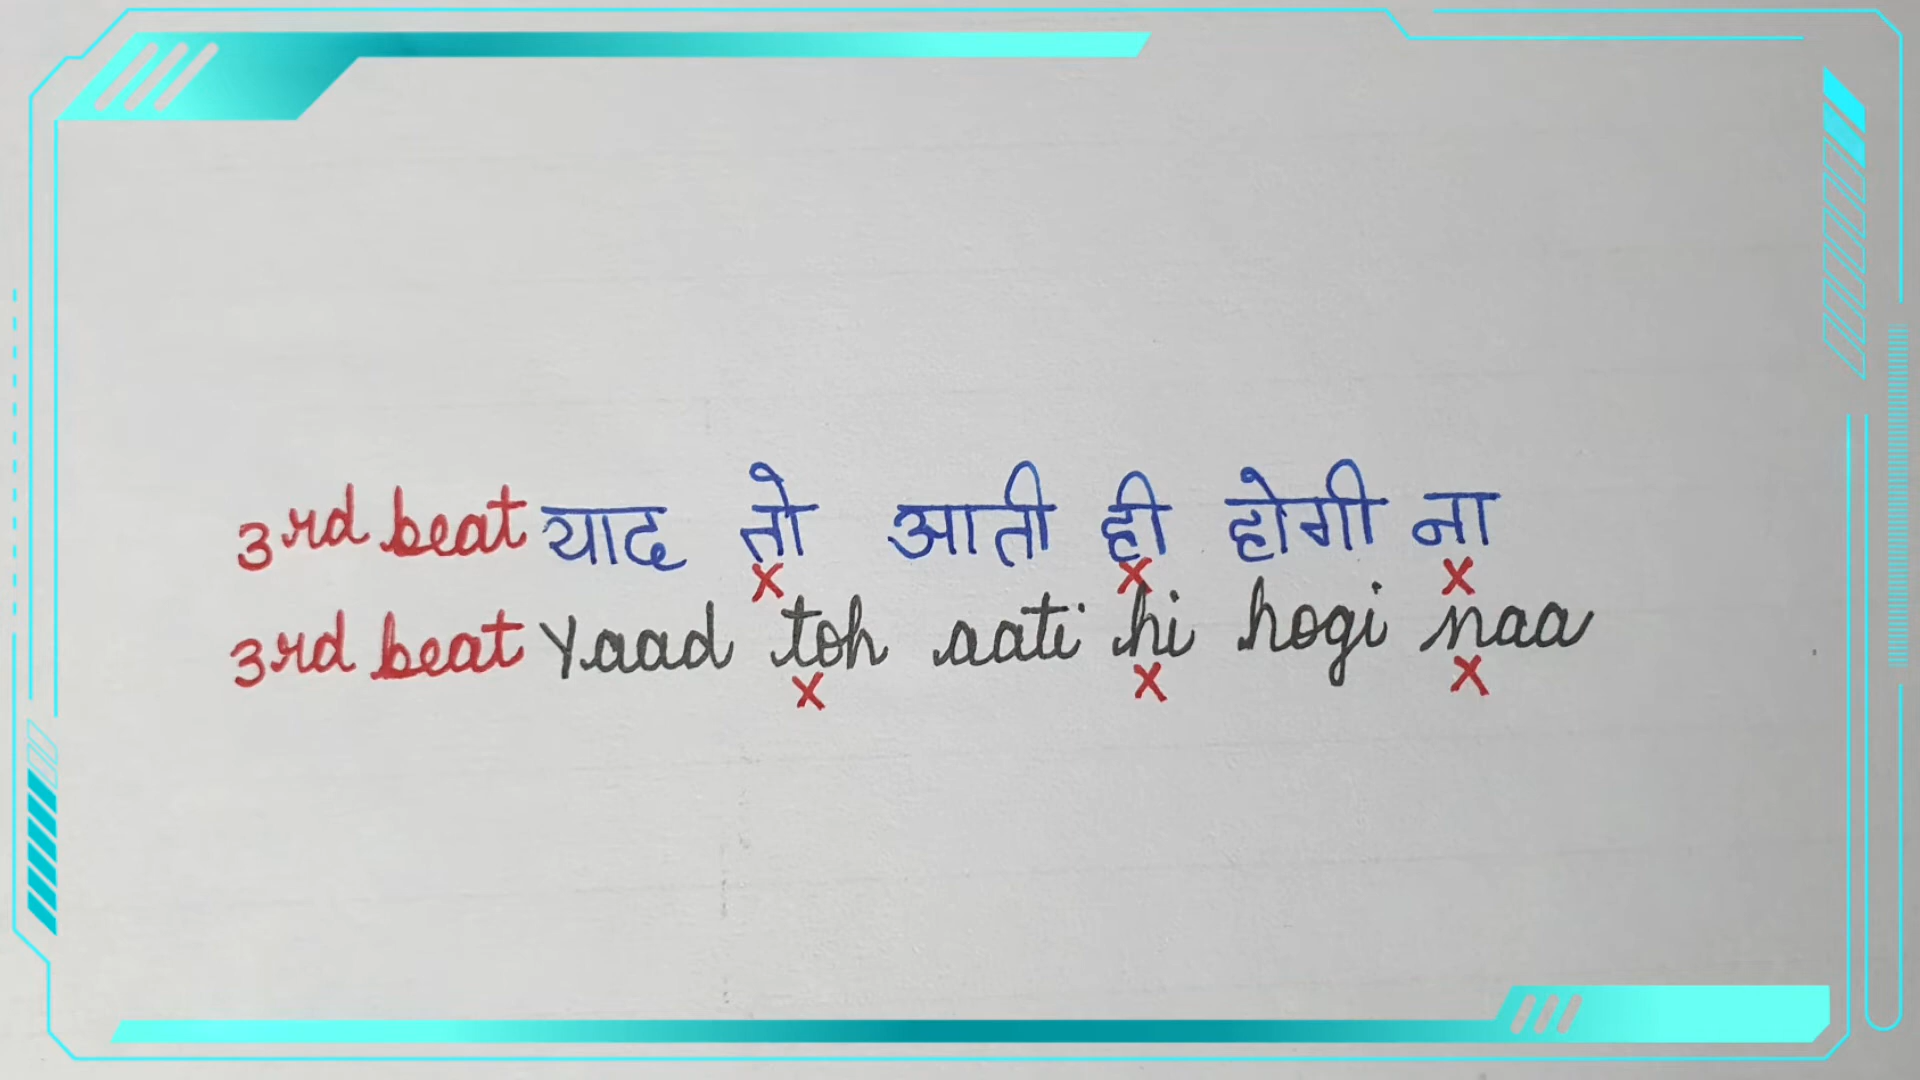 3rd beat याद तो आती ही होगी ना
x x x
3rd beat Yaad toh aati hi hogi naa
x x x